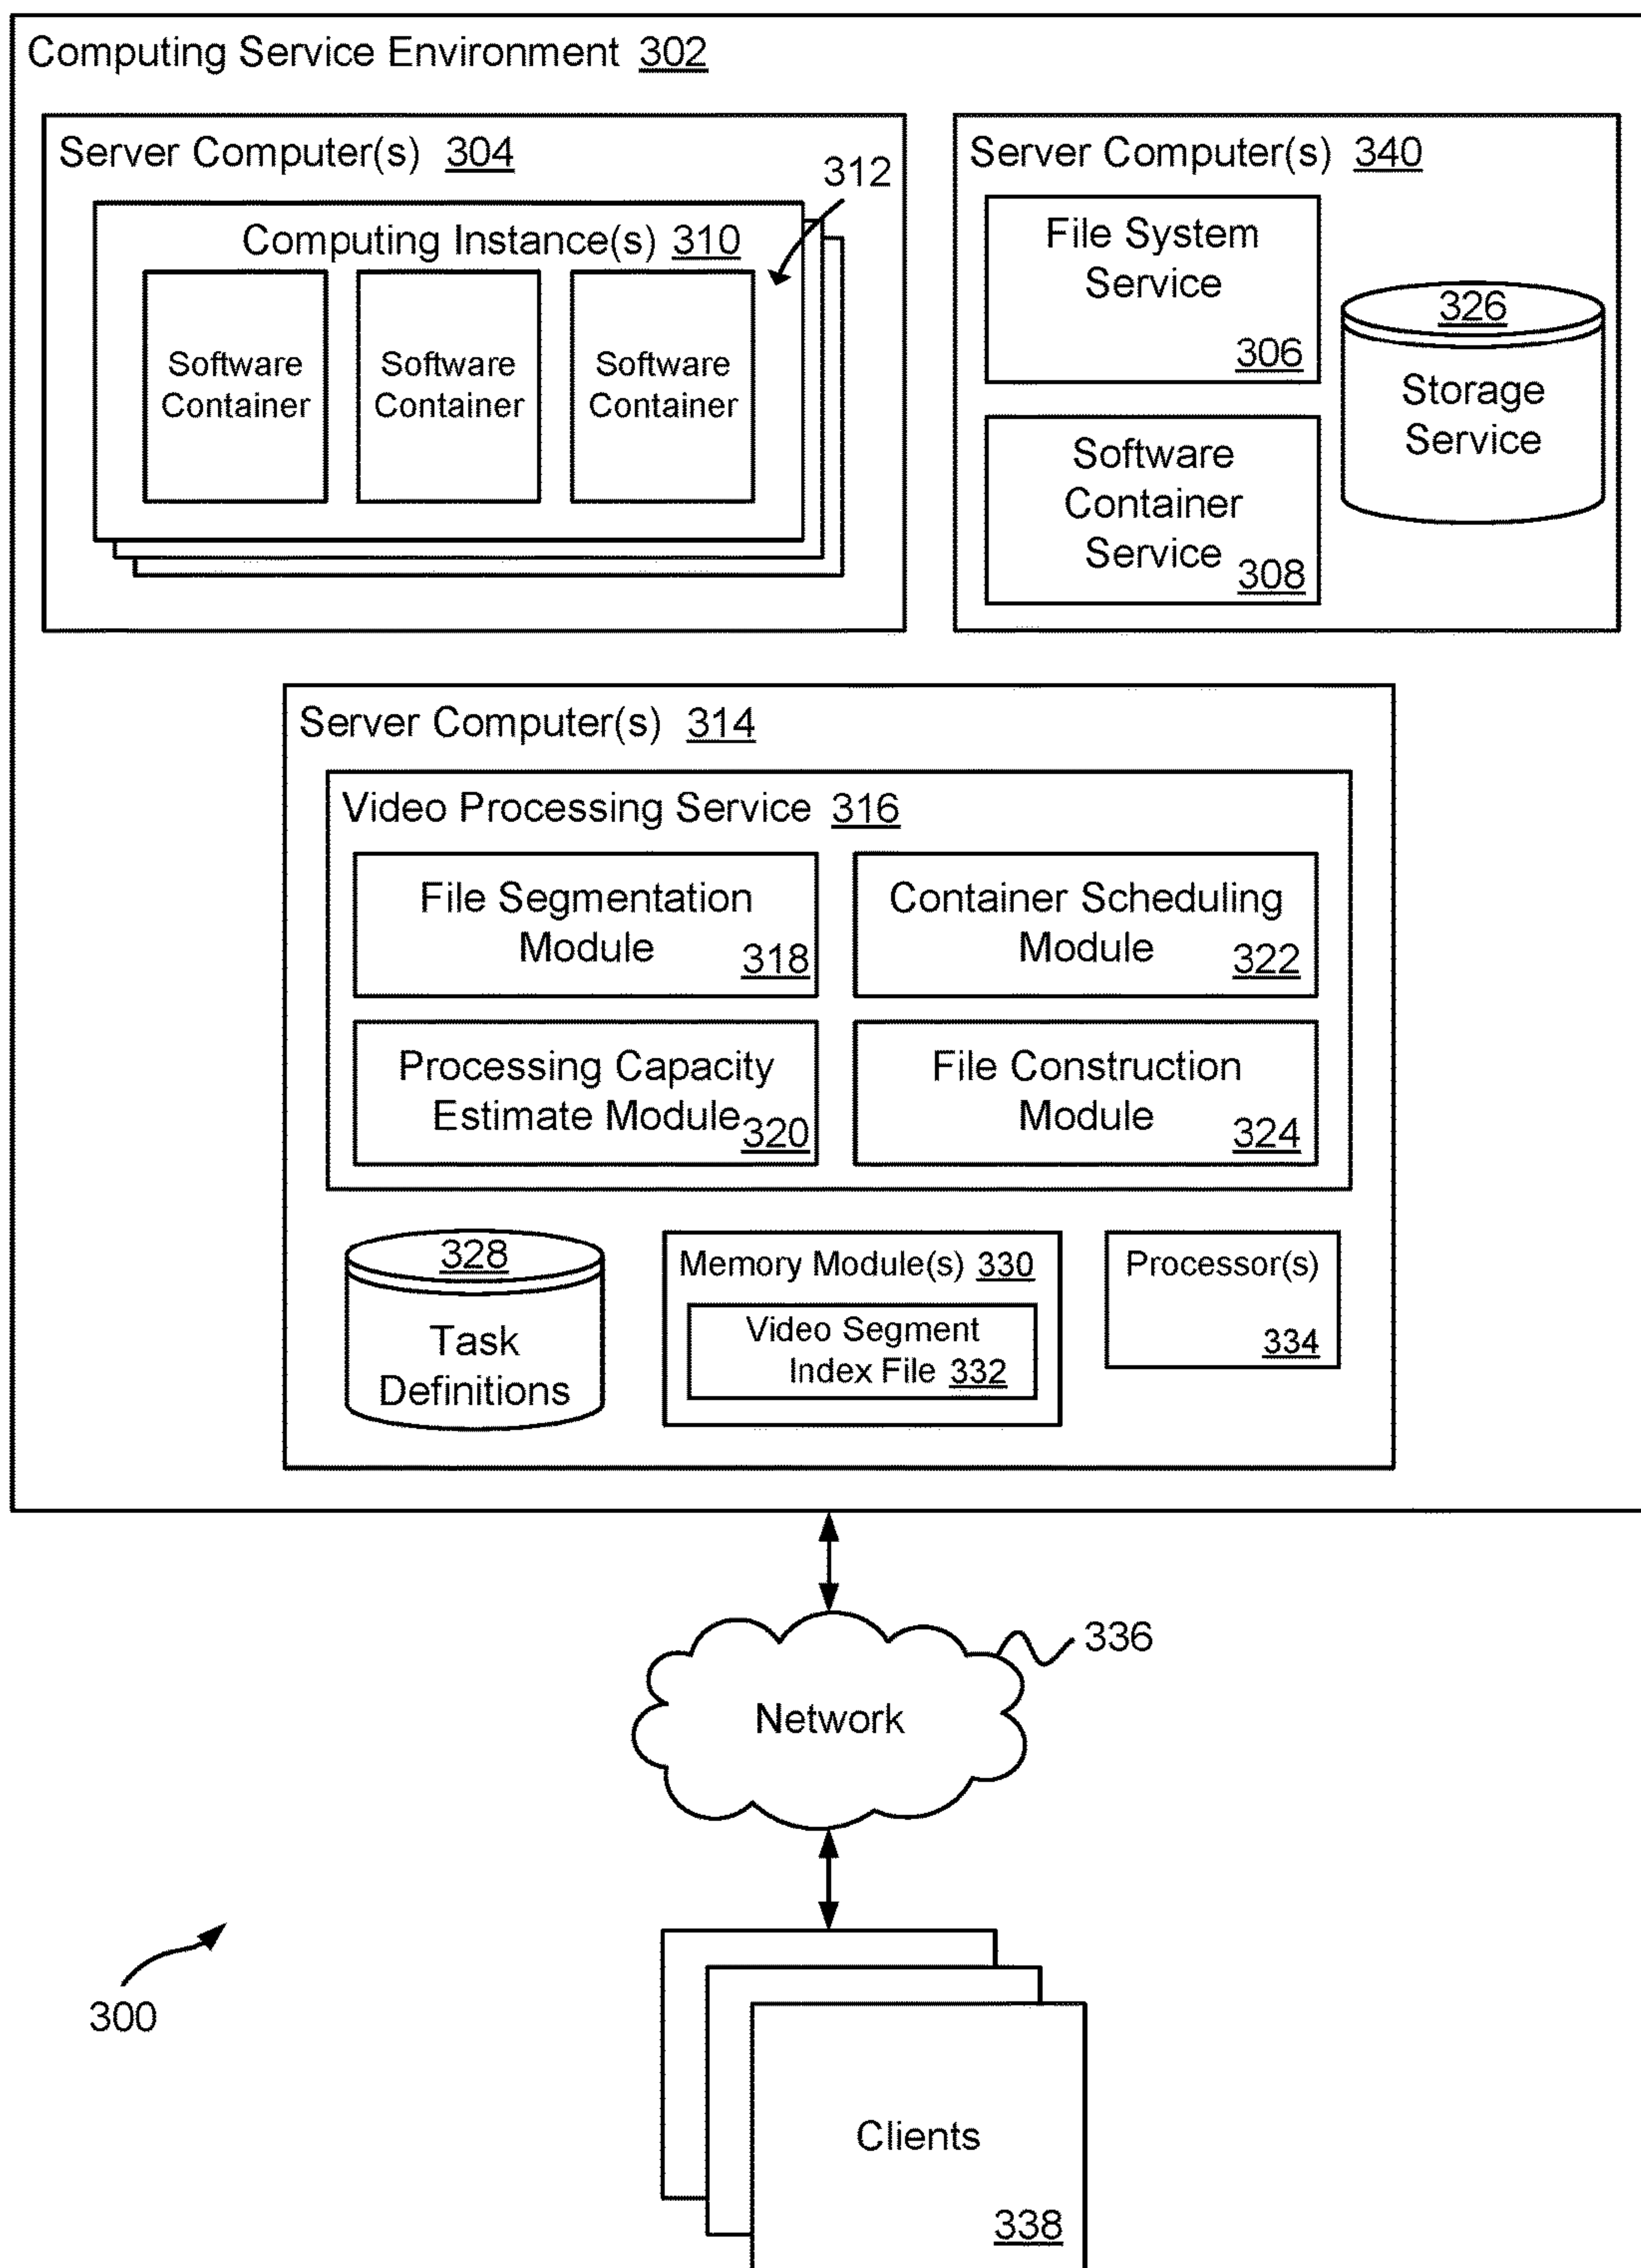 Computing Service Environment 302
Server Computer(s) 304
312
Computing Instance(s) 310
Software
Container
Software
Container
Software
Container
Server Computer(s) 340
File System
Service
306
Software
Container
Service
308
326
Storage
Service
Server Computer(s) 314
Video Processing Service 316
File Segmentation
Module 318
Container Scheduling
Module 322
Processing Capacity
Estimate Module 320
File Construction
Module 324
328
Task
Definitions
Memory Module(s) 330
Video Segment
Index File 332
Processor(s)
334
336
Network
300
Clients
338